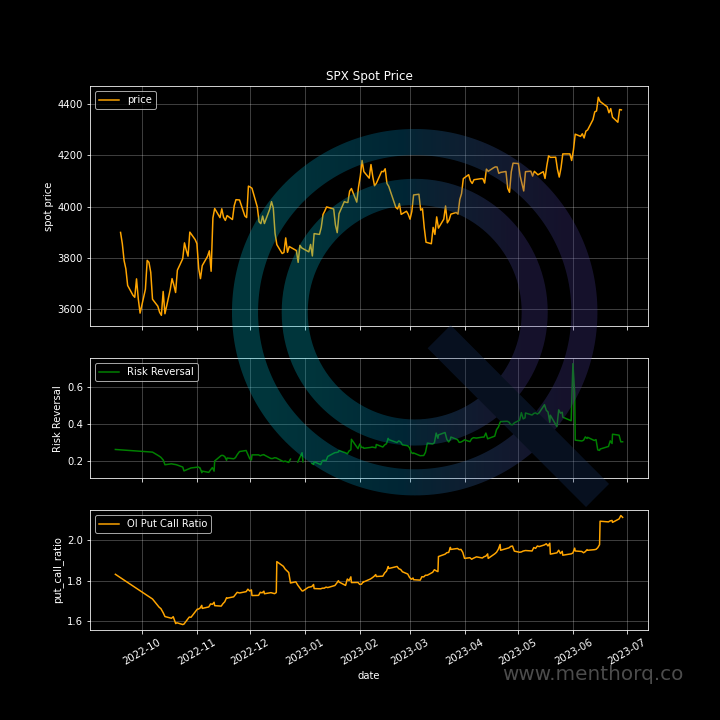 SPX Spot Price
price
4400
4200
4000
3800
3600
spot price
Risk Reversal
0.6
0.4
0.2
Risk Reversal
OI Put Call Ratio
2.0
1.8
1.6
put_call_ratio
2022-10 2022-11 2022-12 2023-01 2023-02 2023-03 2023-04 2023-05 2023-06 2023-07
date
www.menthorq.co